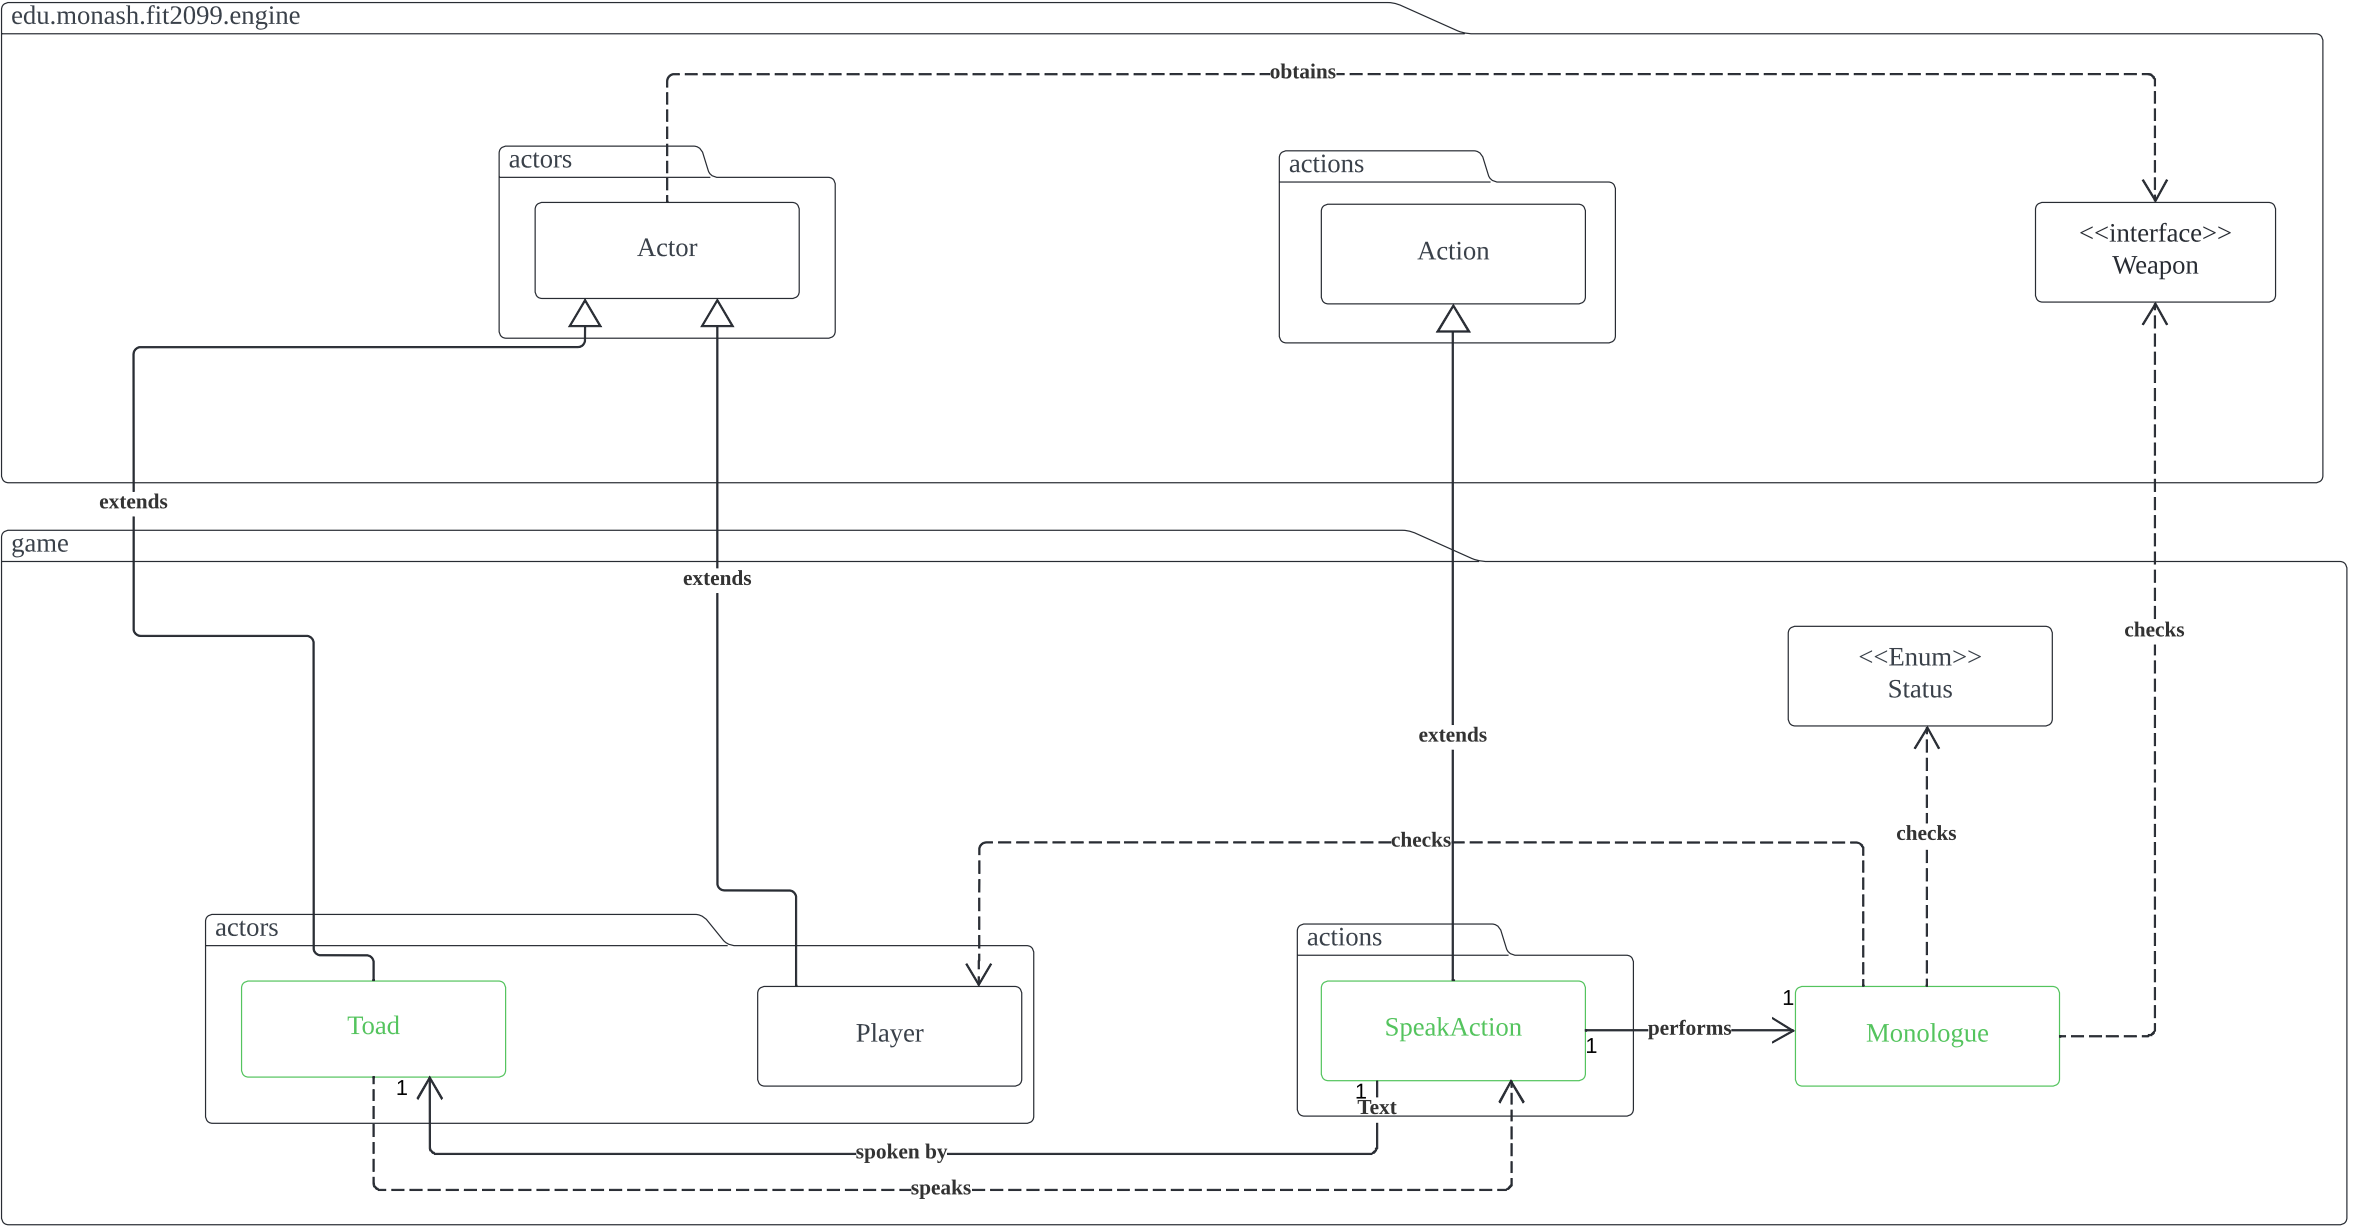 edu.monash.fit2099.engine
obtains
actors
actions
Actor
Action
<<interface>>
Weapon
extends
game
extends
checks
<<Enum>>
Status
extends
checks
checks
actors
actions
Toad
Player
SpeakAction
performs
1
1
Monologue
1
1
Text
spoken by
speaks